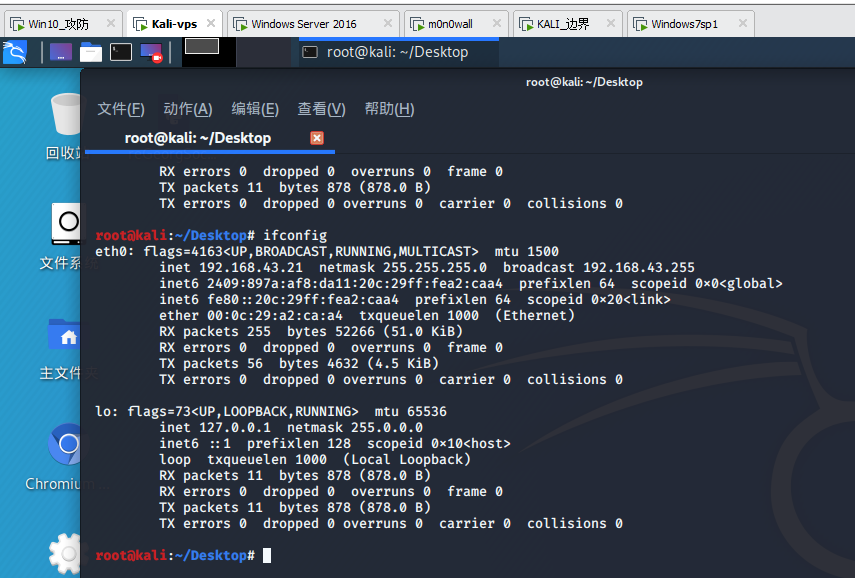 Win10_攻防
Kali-vps
Windows Server 2016
m0n0wall
KALI_边界
Windows7sp1
root@kali: ~/Desktop
root@kali: ~/Desktop
文件(F) 动作(A) 编辑(E) 查看(V) 帮助(H)
root@kali: ~/Desktop
回收站
文件系统
主文件夹
Chromium
RX errors 0 dropped 0 overruns 0 frame 0
TX packets 11 bytes 878 (878.0 B)
TX errors 0 dropped 0 overruns 0 carrier 0 collisions 0
root@kali:~/Desktop# ifconfig
eth0: flags=4163<UP,BROADCAST,RUNNING,MULTICAST> mtu 1500
inet 192.168.43.21 netmask 255.255.255.0 broadcast 192.168.43.255
inet6 2409:897a:af8:da11:20c:29ff:fea2:caa4 prefixlen 64 scopeid 0×0<global>
inet6 fe80::20c:29ff:fea2:caa4 prefixlen 64 scopeid 0×20<link>
ether 00:0c:29:a2:ca:a4 txqueuelen 1000 (Ethernet)
RX packets 255 bytes 52266 (51.0 KiB)
RX errors 0 dropped 0 overruns 0 frame 0
TX packets 56 bytes 4632 (4.5 KiB)
TX errors 0 dropped 0 overruns 0 carrier 0 collisions 0
lo: flags=73<UP,LOOPBACK,RUNNING> mtu 65536
inet 127.0.0.1 netmask 255.0.0.0
inet6 ::1 prefixlen 128 scopeid 0×10<host>
loop txqueuelen 1000 (Local Loopback)
RX packets 11 bytes 878 (878.0 B)
RX errors 0 dropped 0 overruns 0 frame 0
TX packets 11 bytes 878 (878.0 B)
TX errors 0 dropped 0 overruns 0 carrier 0 collisions 0
root@kali:~/Desktop#